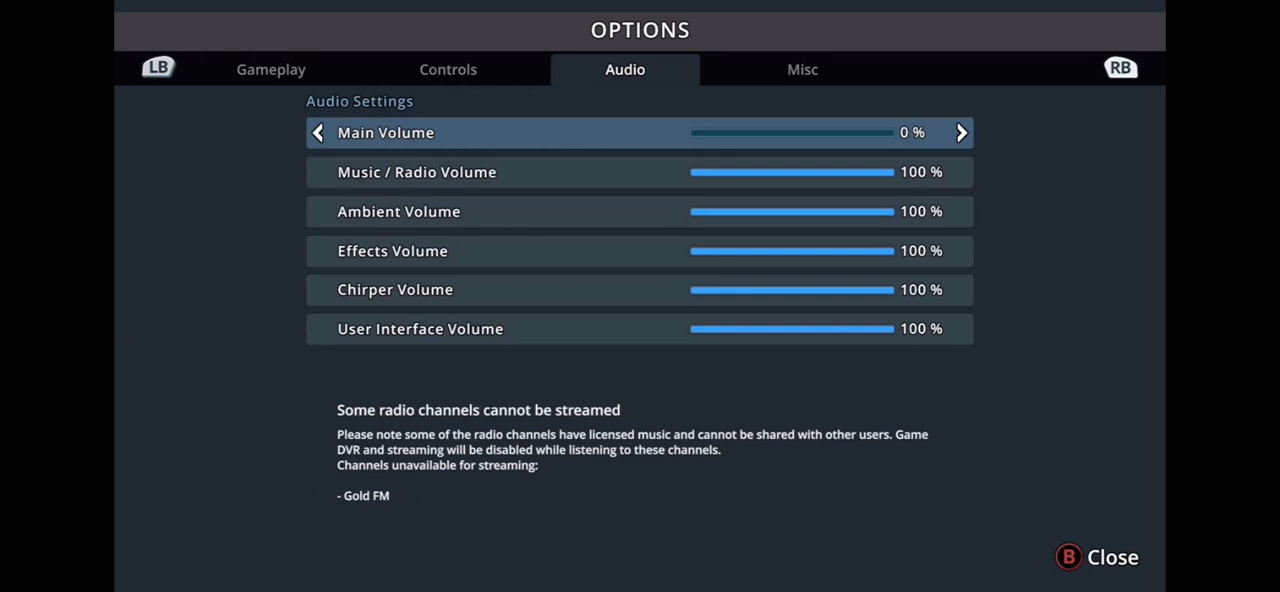 OPTIONS
LB Gameplay Controls Audio Misc RB
Audio Settings
Main Volume 0 %
Music / Radio Volume 100 %
Ambient Volume 100 %
Effects Volume 100 %
Chirper Volume 100 %
User Interface Volume 100 %
Some radio channels cannot be streamed
Please note some of the radio channels have licensed music and cannot be shared with other users. Game
DVR and streaming will be disabled while listening to these channels.
Channels unavailable for streaming:
- Gold FM
B Close